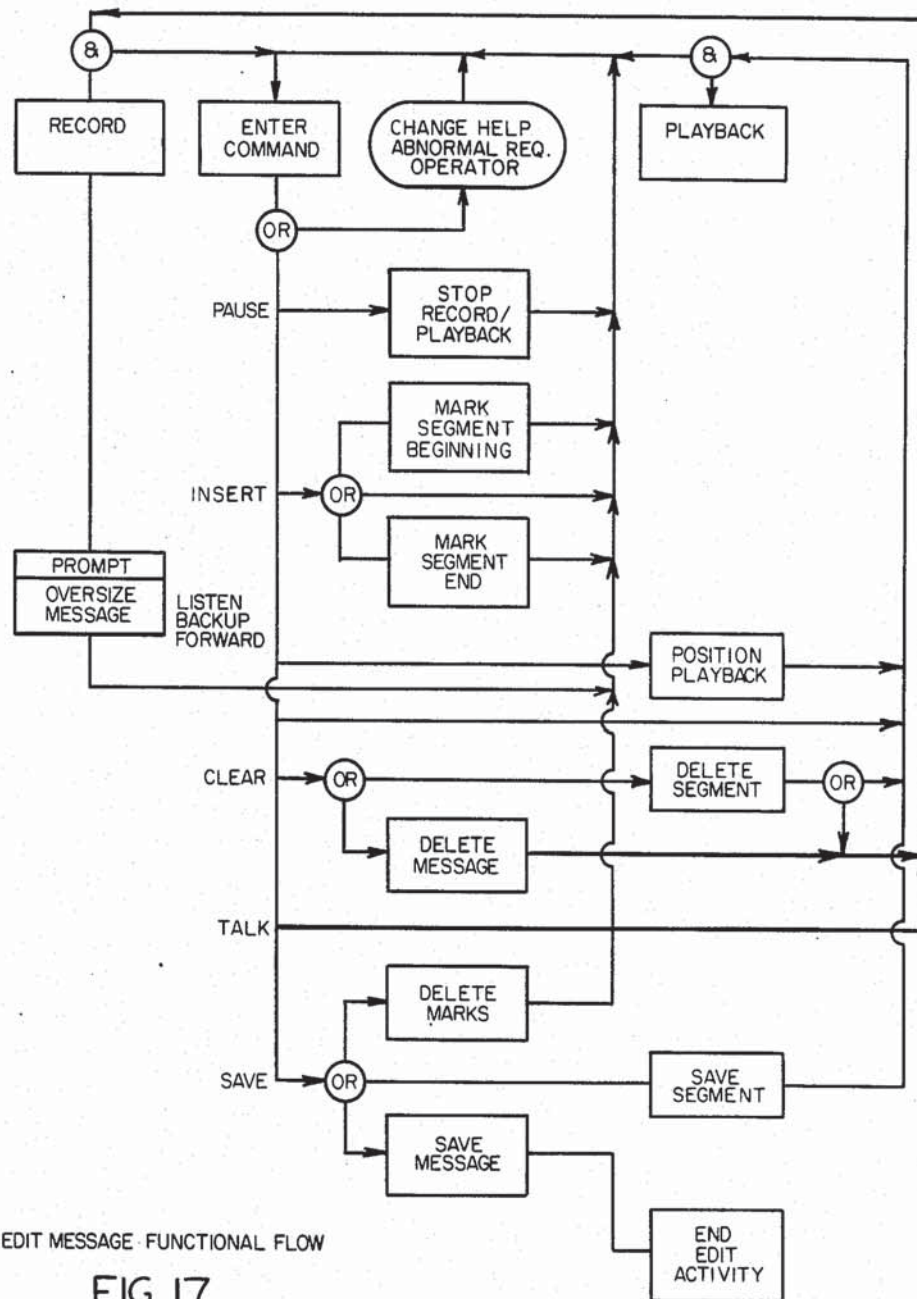 &
&
RECORD
ENTER
COMMAND
CHANGE HELP
ABNORMAL REQ.
OPERATOR
PLAYBACK
OR
PAUSE
STOP
RECORD/
PLAYBACK
MARK
SEGMENT
BEGINNING
INSERT
OR
MARK
SEGMENT
END
PROMPT
OVERSIZE
MESSAGE
LISTEN
BACKUP
FORWARD
POSITION
PLAYBACK
CLEAR
OR
DELETE
SEGMENT
OR
DELETE
MESSAGE
TALK
DELETE
MARKS
SAVE
OR
SAVE
SEGMENT
SAVE
MESSAGE
EDIT MESSAGE FUNCTIONAL FLOW
END
EDIT
ACTIVITY
FIG. 17